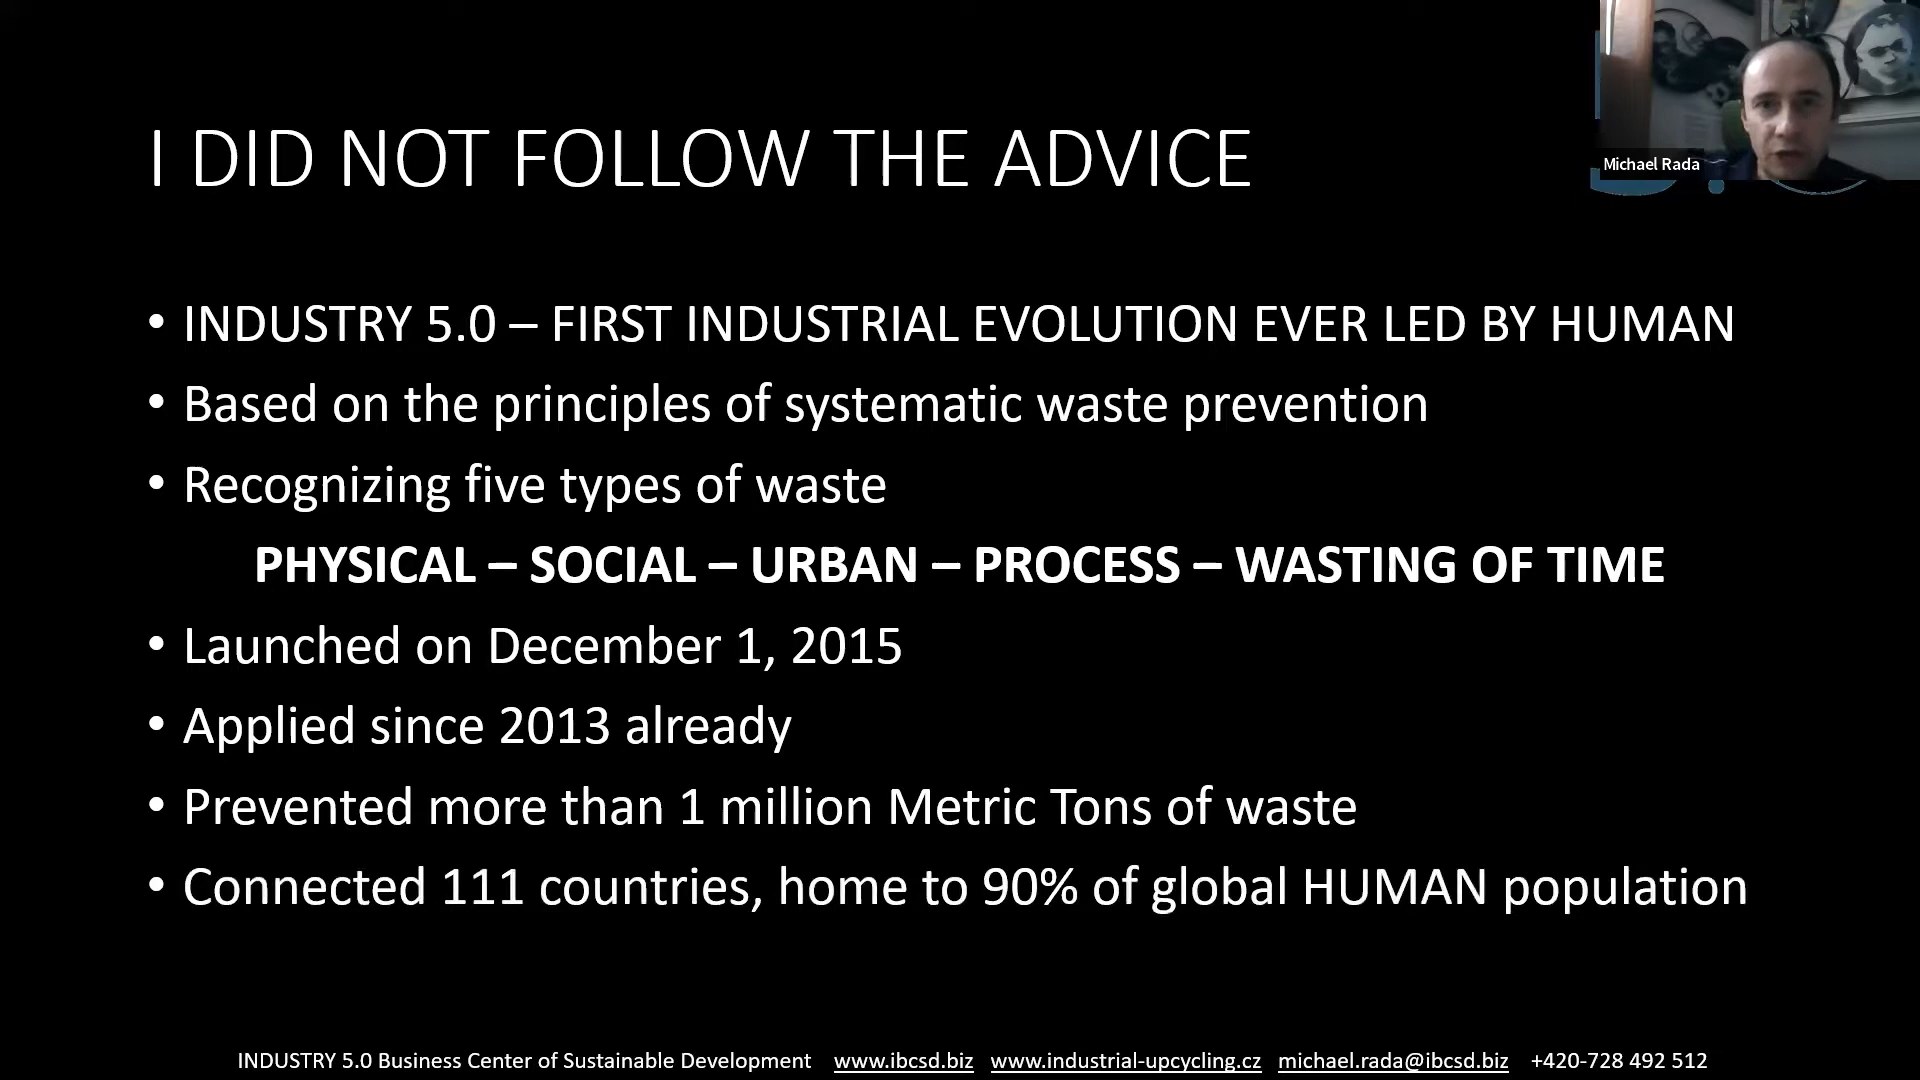 I DID NOT FOLLOW THE ADVICE
Michael Rada
• INDUSTRY 5.0 – FIRST INDUSTRIAL EVOLUTION EVER LED BY HUMAN
• Based on the principles of systematic waste prevention
• Recognizing five types of waste
PHYSICAL – SOCIAL – URBAN – PROCESS – WASTING OF TIME
• Launched on December 1, 2015
• Applied since 2013 already
• Prevented more than 1 million Metric Tons of waste
• Connected 111 countries, home to 90% of global HUMAN population
INDUSTRY 5.0 Business Center of Sustainable Development www.ibcsd.biz www.industrial-upcycling.cz michael.rada@ibcsd.biz +420-728 492 512